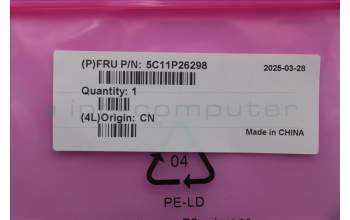 (P)FRU P/N: 5C11P26298
2025-03-28
Quantity: 1
(4L)Origin: CN
Made in CHINA
04
PE-LD